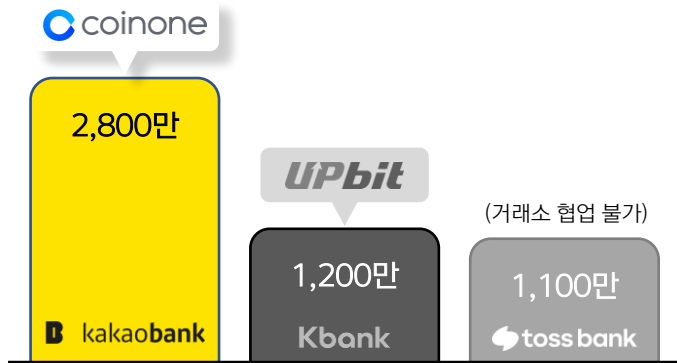 coinone
2,800만
kakaobank
UPbit
1,200만
Kbank
(거래소 협업 불가)
1,100만
toss bank